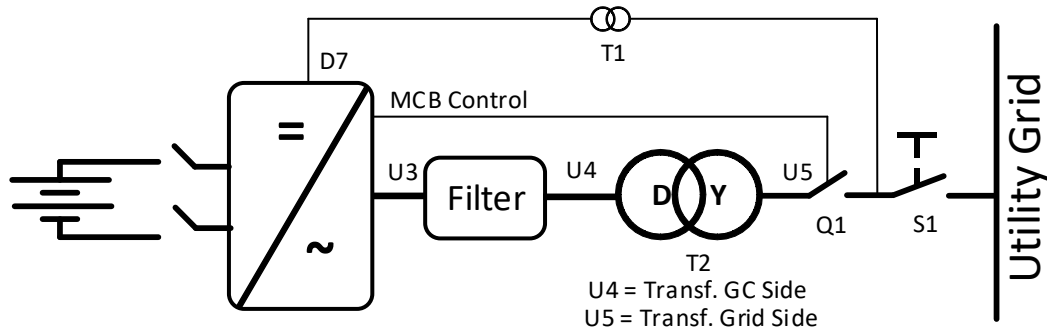 T1
D7
MCB Control
=
~
U3
Filter
U4
D
Y
U5
Q1
S1
T2
U4 = Transf. GC Side
U5 = Transf. Grid Side
Utility Grid